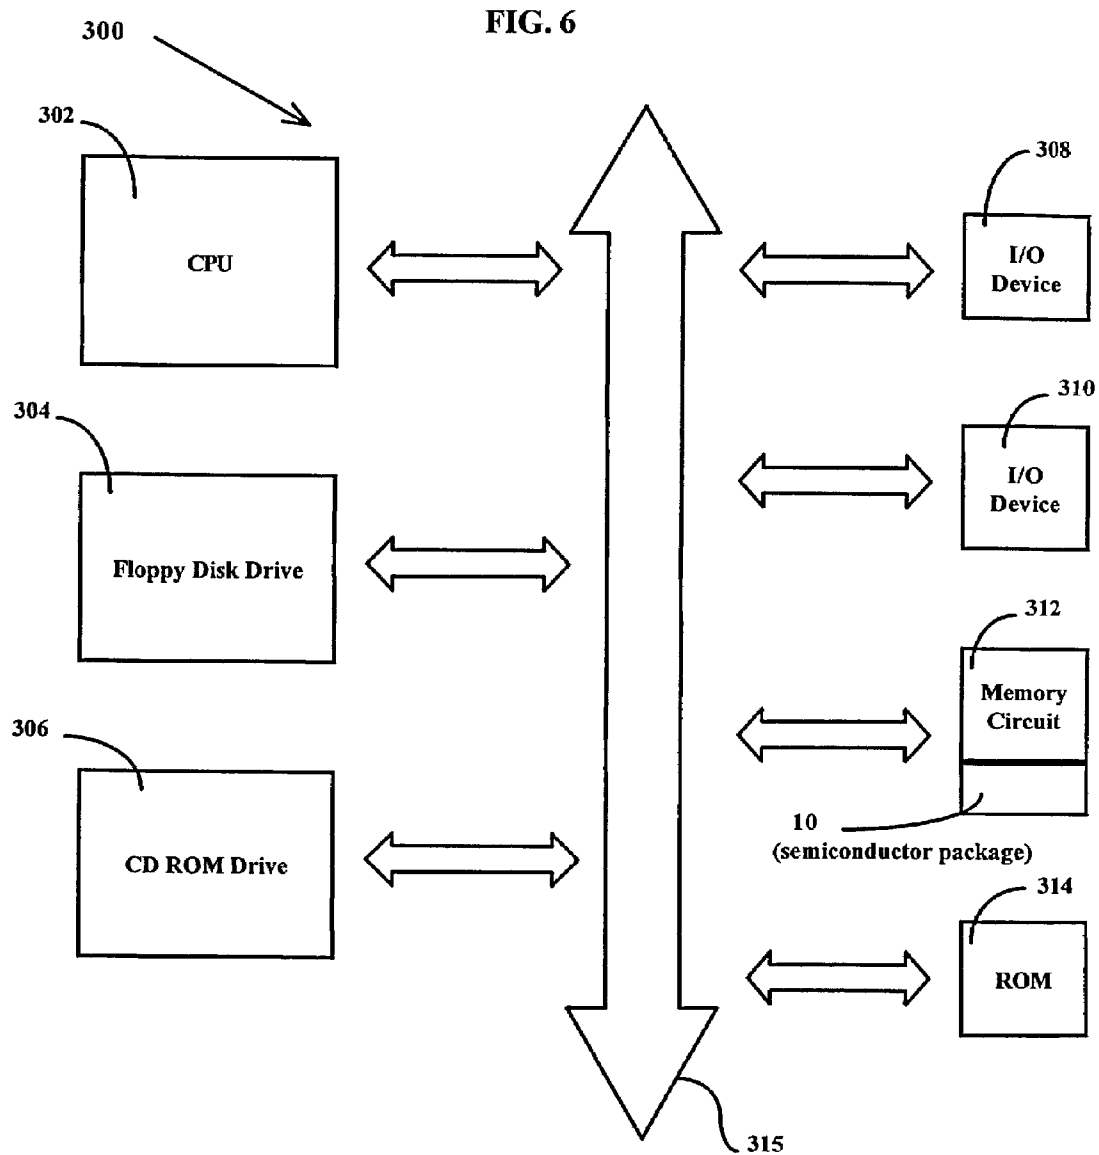 FIG. 6
300
302
CPU
304
Floppy Disk Drive
306
CD ROM Drive
308
I/O
Device
310
I/O
Device
312
Memory
Circuit
10
(semiconductor package)
314
ROM
315